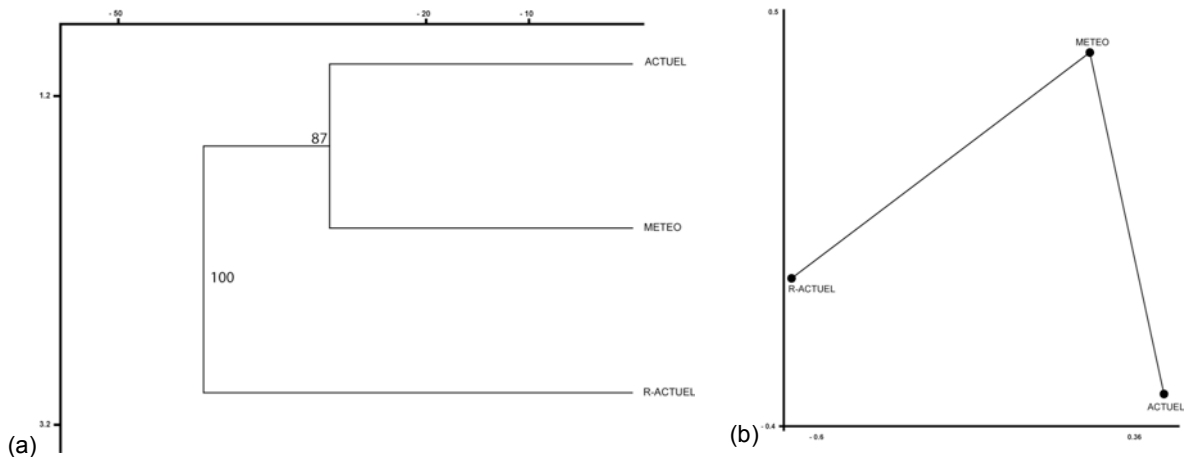 - 50
- 20
- 10
ACTUEL
1.2
87
METEO
100
R-ACTUEL
3.2
(a)
0.5
METEO
R-ACTUEL
ACTUEL
- 0.4
- 0.6
0.36
(b)